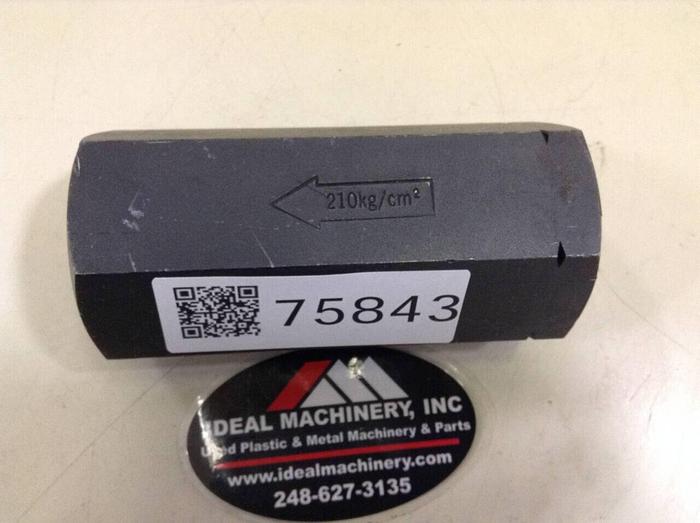 210kg/cm²
75843
IDEAL MACHINERY, INC
Used Plastic & Metal Machinery & Parts
www.idealmachinery.com
248-627-3135